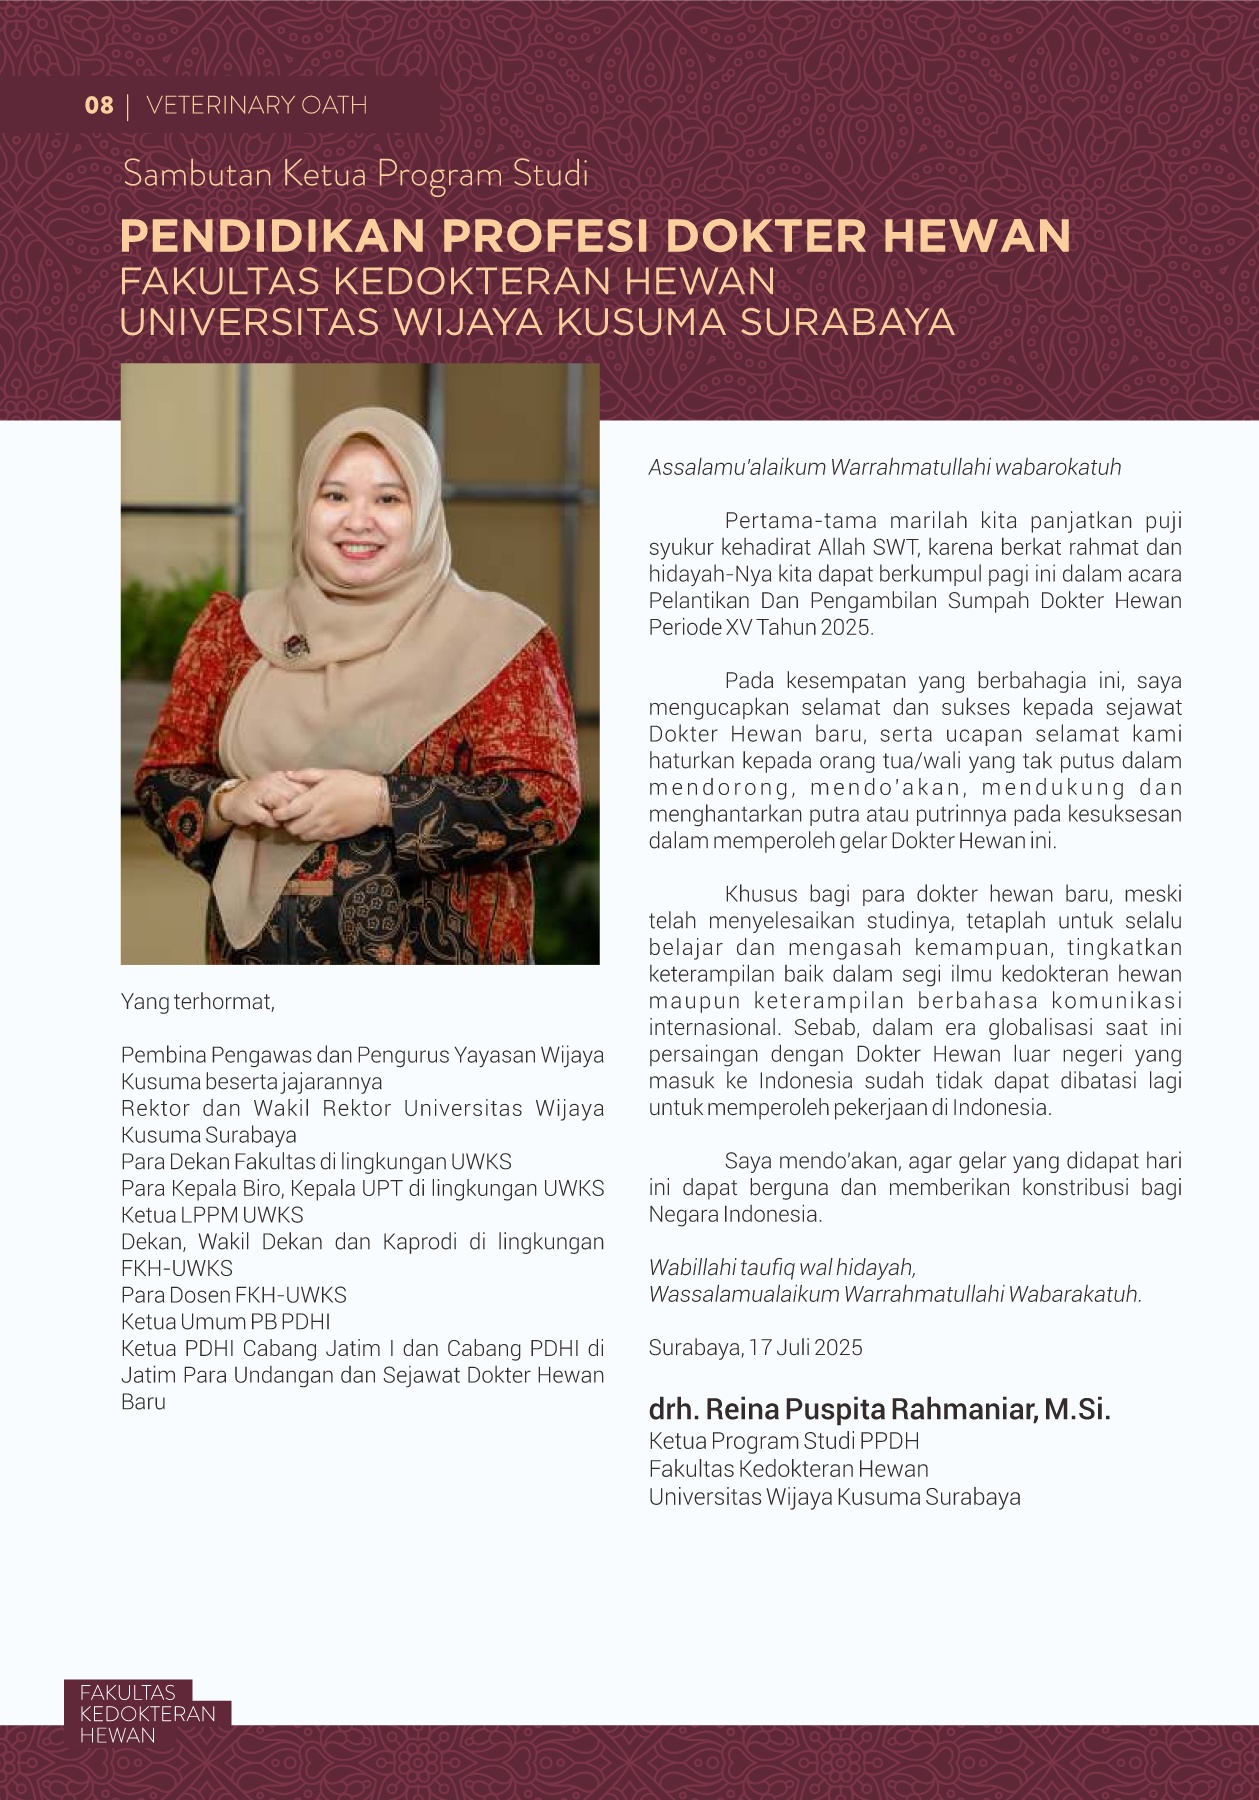 08 | VETERINARY OATH
Sambutan Ketua Program Studi
PENDIDIKAN PROFESI DOKTER HEWAN
FAKULTAS KEDOKTERAN HEWAN
UNIVERSITAS WIJAYA KUSUMA SURABAYA
Yang terhormat,
Pembina Pengawas dan Pengurus Yayasan Wijaya
Kusuma beserta jajarannya
Rektor dan Wakil Rektor Universitas Wijaya
Kusuma Surabaya
Para Dekan Fakultas di lingkungan UWKS
Para Kepala Biro, Kepala UPT di lingkungan UWKS
Ketua LPPM UWKS
Dekan, Wakil Dekan dan Kaprodi di lingkungan
FKH-UWKS
Para Dosen FKH-UWKS
Ketua Umum PB PDHI
Ketua PDHI Cabang Jatim I dan Cabang PDHI di
Jatim Para Undangan dan Sejawat Dokter Hewan
Baru
Assalamu'alaikum Warrahmatullahi wabarokatuh
Pertama-tama marilah kita panjatkan puji
syukur kehadirat Allah SWT, karena berkat rahmat dan
hidayah-Nya kita dapat berkumpul pagi ini dalam acara
Pelantikan Dan Pengambilan Sumpah Dokter Hewan
Periode XV Tahun 2025.
Pada kesempatan yang berbahagia ini, saya
mengucapkan selamat dan sukses kepada sejawat
Dokter Hewan baru, serta ucapan selamat kami
haturkan kepada orang tua/wali yang tak putus dalam
mendorong, mendo'akan, mendukung dan
menghantarkan putra atau putrinnya pada kesuksesan
dalam memperoleh gelar Dokter Hewan ini.
Khusus bagi para dokter hewan baru, meski
telah menyelesaikan studinya, tetaplah untuk selalu
belajar dan mengasah kemampuan, tingkatkan
keterampilan baik dalam segi ilmu kedokteran hewan
maupun keterampilan berbahasa komunikasi
internasional. Sebab, dalam era globalisasi saat ini
persaingan dengan Dokter Hewan luar negeri yang
masuk ke Indonesia sudah tidak dapat dibatasi lagi
untuk memperoleh pekerjaan di Indonesia.
Saya mendo'akan, agar gelar yang didapat hari
ini dapat berguna dan memberikan konstribusi bagi
Negara Indonesia.
Wabillahi taufiq wal hidayah,
Wassalamualaikum Warrahmatullahi Wabarakatuh.
Surabaya, 17 Juli 2025
drh. Reina Puspita Rahmaniar, M.Si.
Ketua Program Studi PPDH
Fakultas Kedokteran Hewan
Universitas Wijaya Kusuma Surabaya
FAKULTAS
KEDOKTERAN
HEWAN